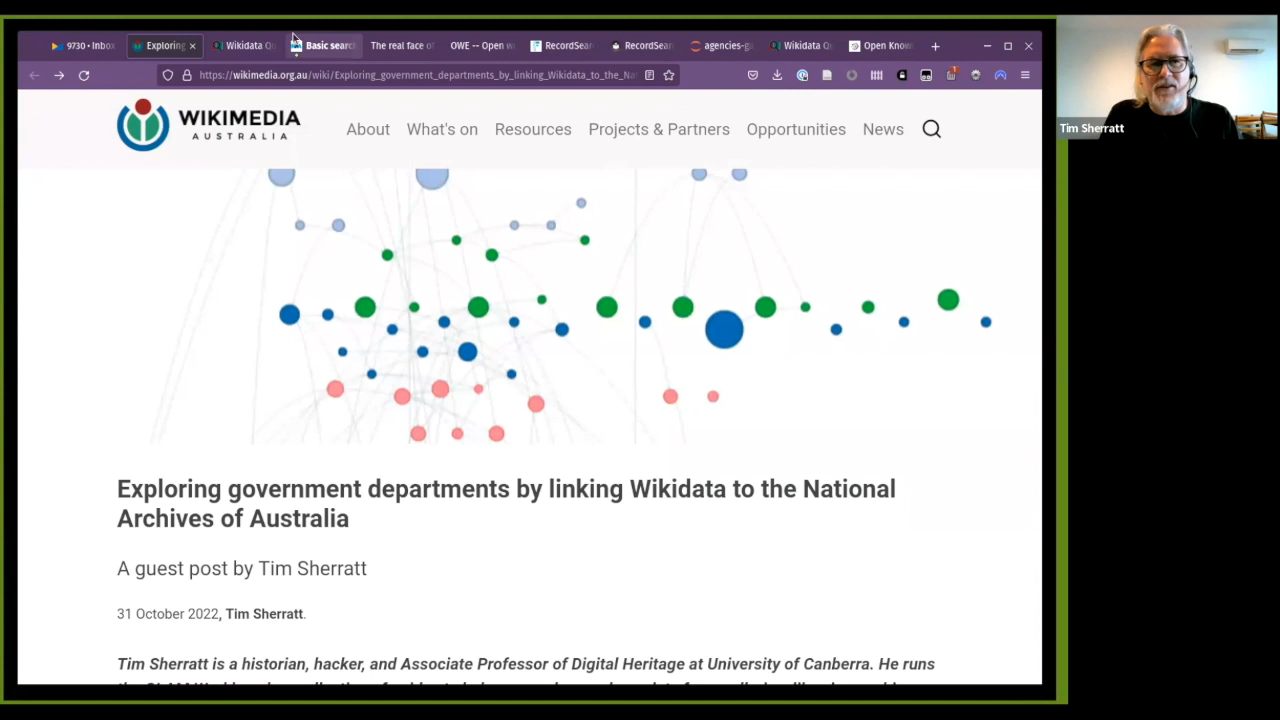 9730 • Inbox
Exploring
Wikidata Qu
Basic search
The real face of
OWE -- Open w
RecordSear
RecordSear
agencies-ga
Wikidata Qu
Open Know
https://wikimedia.org.au/wiki/Exploring_government_departments_by_linking_Wikidata_to_the_Na
WIKIMEDIA
AUSTRALIA
About What's on Resources Projects & Partners Opportunities News
Tim Sherratt
Exploring government departments by linking Wikidata to the National
Archives of Australia
A guest post by Tim Sherratt
31 October 2022, Tim Sherratt.
Tim Sherratt is a historian, hacker, and Associate Professor of Digital Heritage at University of Canberra. He runs